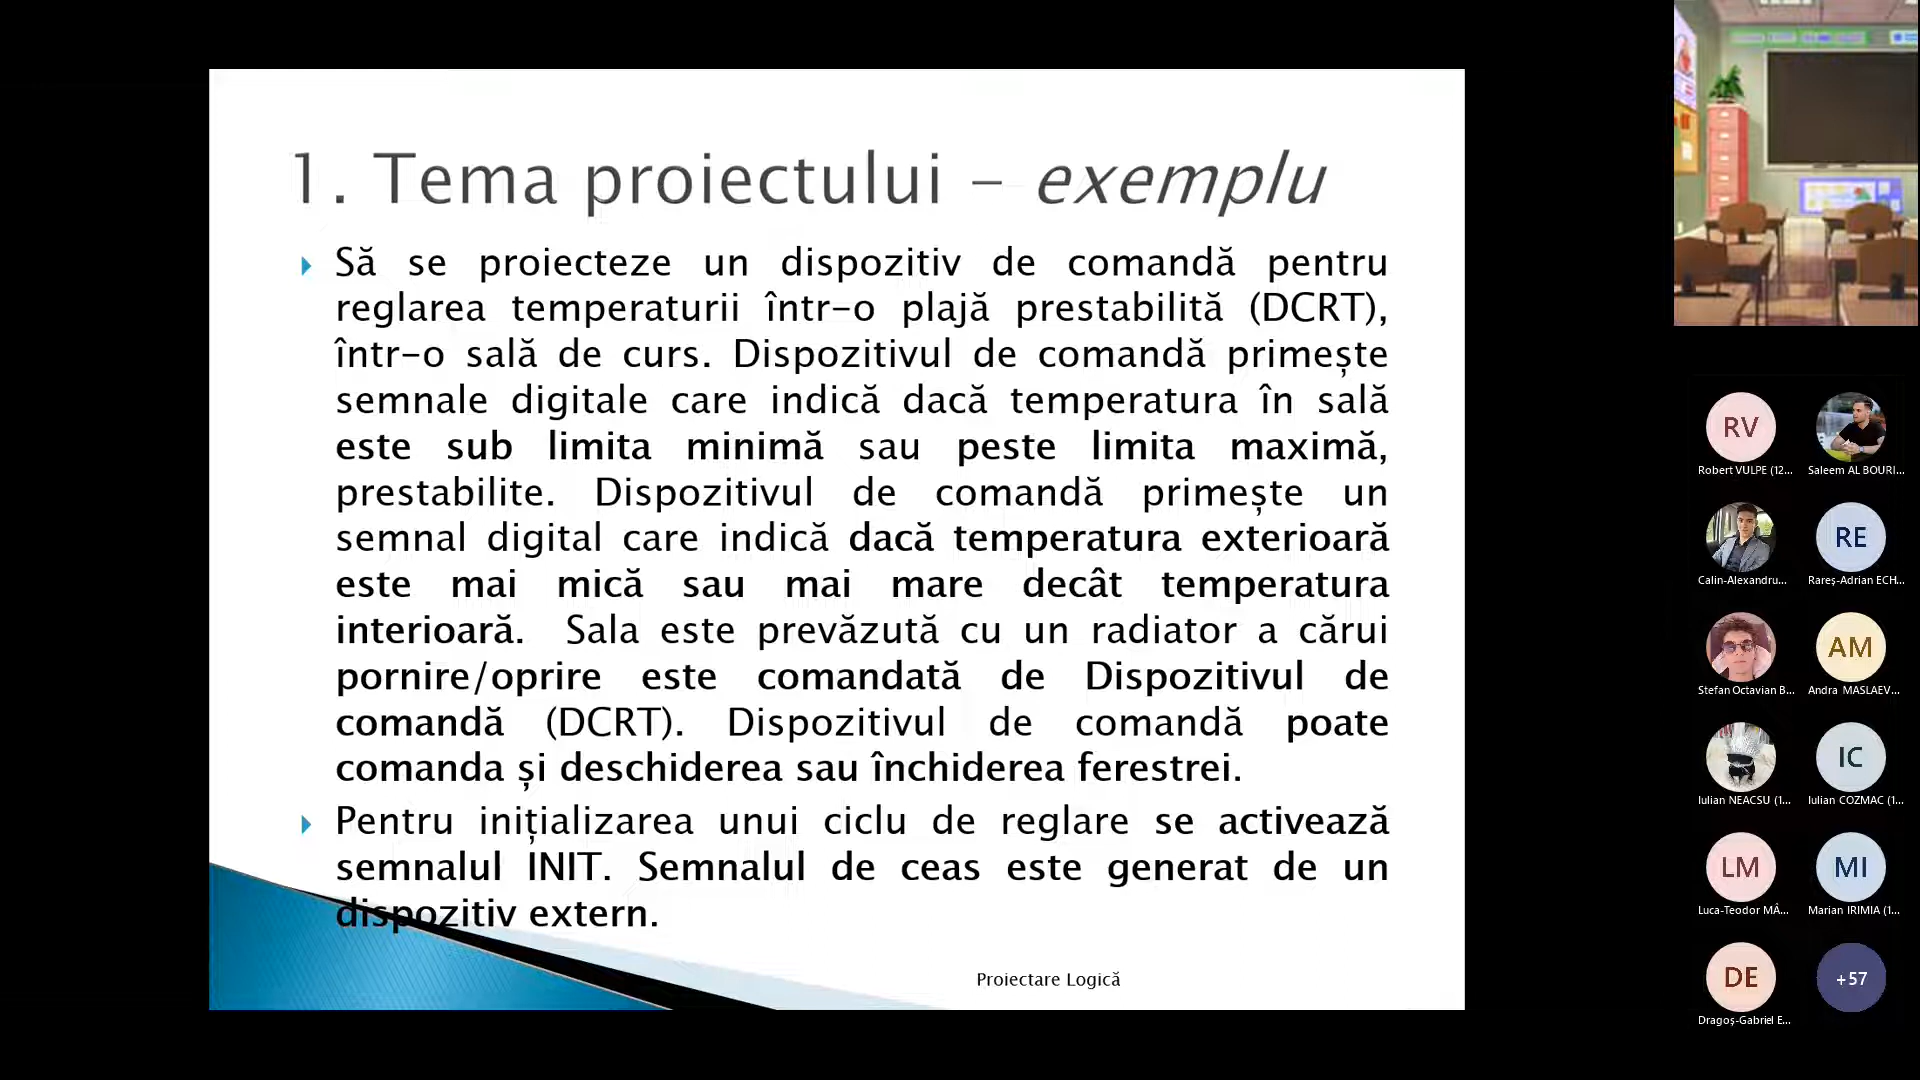 1. Tema proiectului – exemplu
Să se proiecteze un dispozitiv de comandă pentru
reglarea temperaturii într-o plajă prestabilită (DCRT),
într-o sală de curs. Dispozitivul de comandă primește
semnale digitale care indică dacă temperatura în sală
este sub limita minimă sau peste limita maximă,
prestabilite. Dispozitivul de comandă primește un
semnal digital care indică dacă temperatura exterioară
este mai mică sau mai mare decât temperatura
interioară. Sala este prevăzută cu un radiator a cărui
pornire/oprire este comandată de Dispozitivul de
comandă (DCRT). Dispozitivul de comandă poate
comanda și deschiderea sau închiderea ferestrei.
Pentru inițializarea unui ciclu de reglare se activează
semnalul INIT. Semnalul de ceas este generat de un
dispozitiv extern.
Proiectare Logică
RV
Robert VULPE (12...
Saleem AL BOURI...
Calin-Alexandru...
RE
Rareș-Adrian ECH...
Stefan Octavian B...
AM
Andra MASLAEV...
Iulian NEACSU (1...
IC
Iulian COZMAC (1...
LM
Luca-Teodor MÂ...
MI
Marian IRIMIA (1...
DE
Dragoș-Gabriel E...
+57